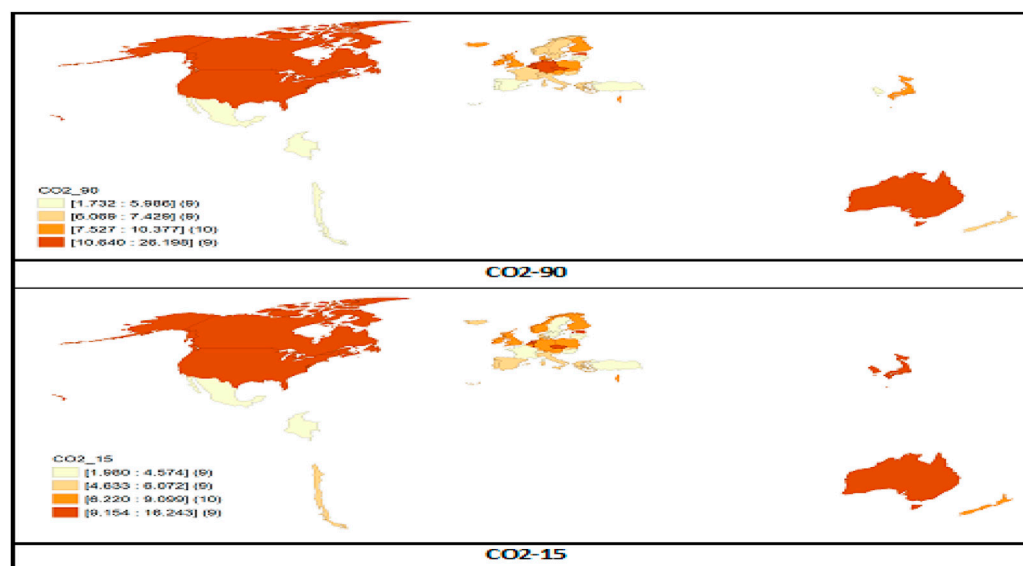 CO2_90
[1.732 : 5.986] (9)
[6.069 : 7.429] (9)
[7.527 : 10.377] (10)
[10.640 : 26.198] (9)
CO2-90
CO2_15
[1.980 : 4.574] (9)
[4.633 : 6.072] (9)
[6.220 : 9.099] (10)
[9.154 : 16.243] (9)
CO2-15